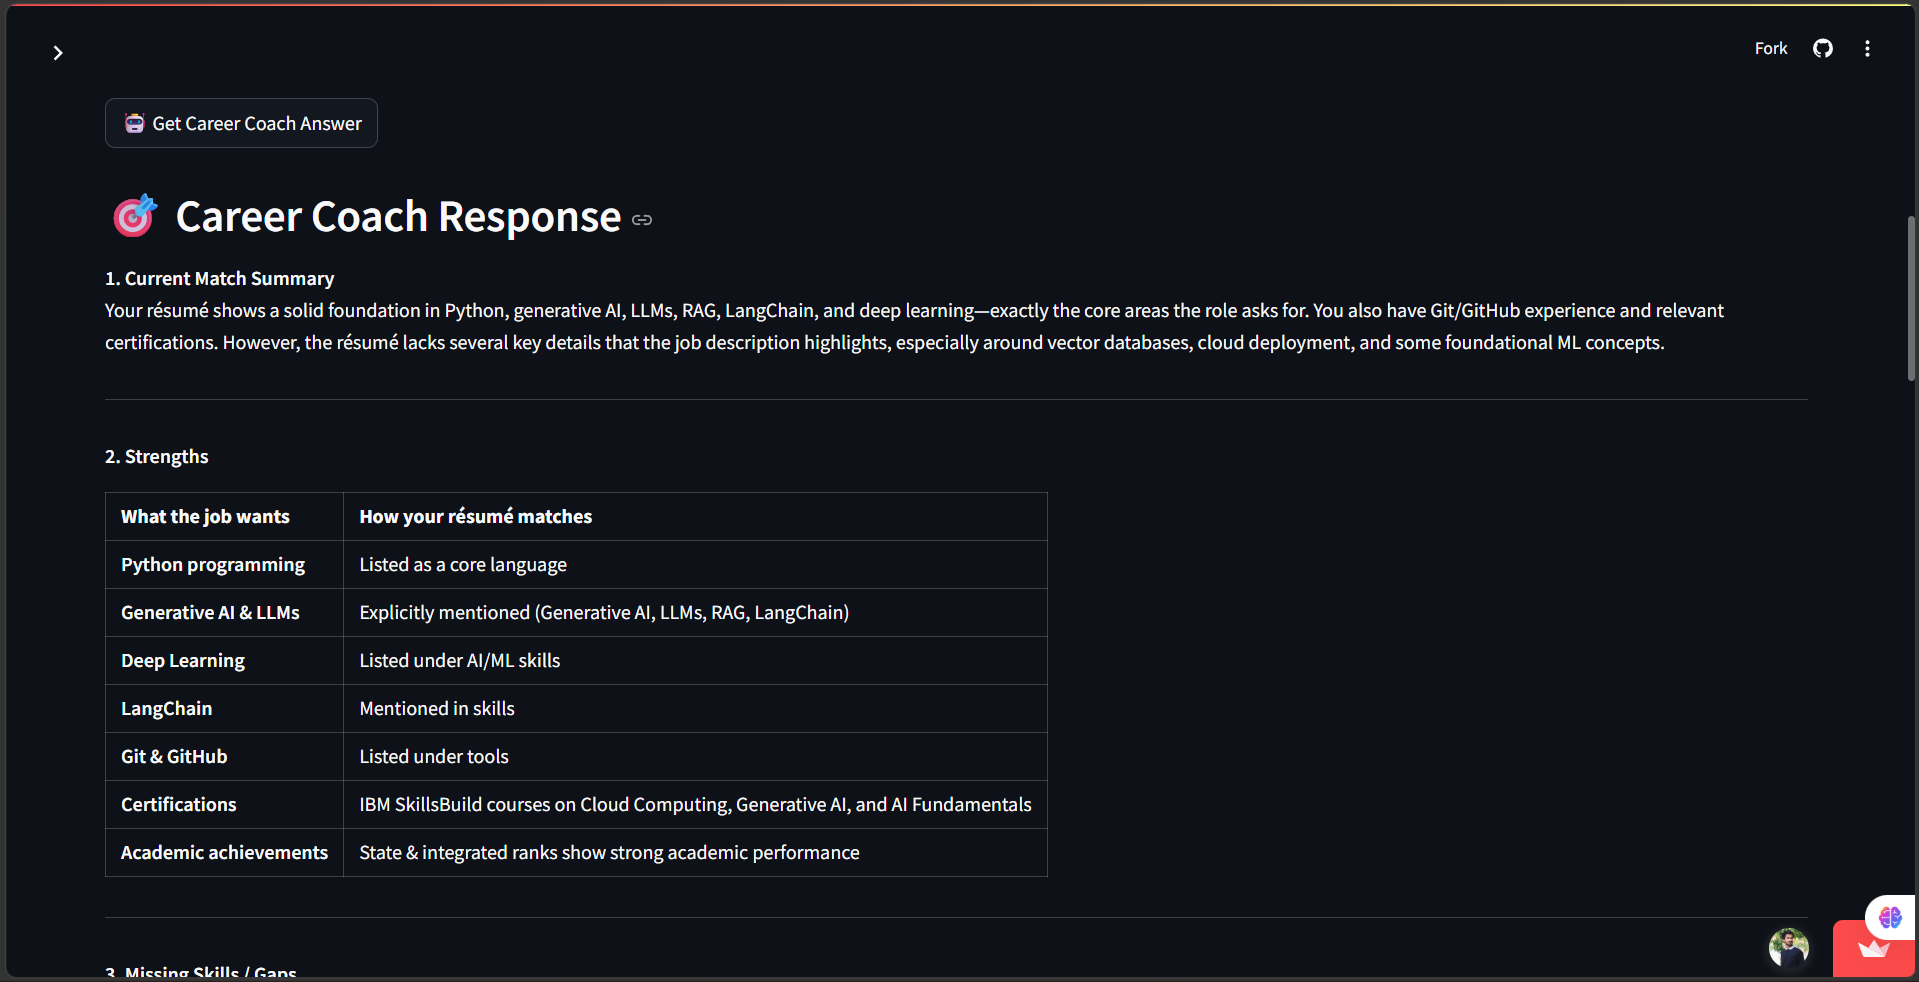 Fork
Get Career Coach Answer
Career Coach Response
1. Current Match Summary
Your résumé shows a solid foundation in Python, generative AI, LLMs, RAG, LangChain, and deep learning—exactly the core areas the role asks for. You also have Git/GitHub experience and relevant
certifications. However, the résumé lacks several key details that the job description highlights, especially around vector databases, cloud deployment, and some foundational ML concepts.
2. Strengths
What the job wants How your résumé matches
Python programming Listed as a core language
Generative AI & LLMs Explicitly mentioned (Generative AI, LLMs, RAG, LangChain)
Deep Learning Listed under AI/ML skills
LangChain Mentioned in skills
Git & GitHub Listed under tools
Certifications IBM SkillsBuild courses on Cloud Computing, Generative AI, and AI Fundamentals
Academic achievements State & integrated ranks show strong academic performance
3. Missing Skills / Gaps